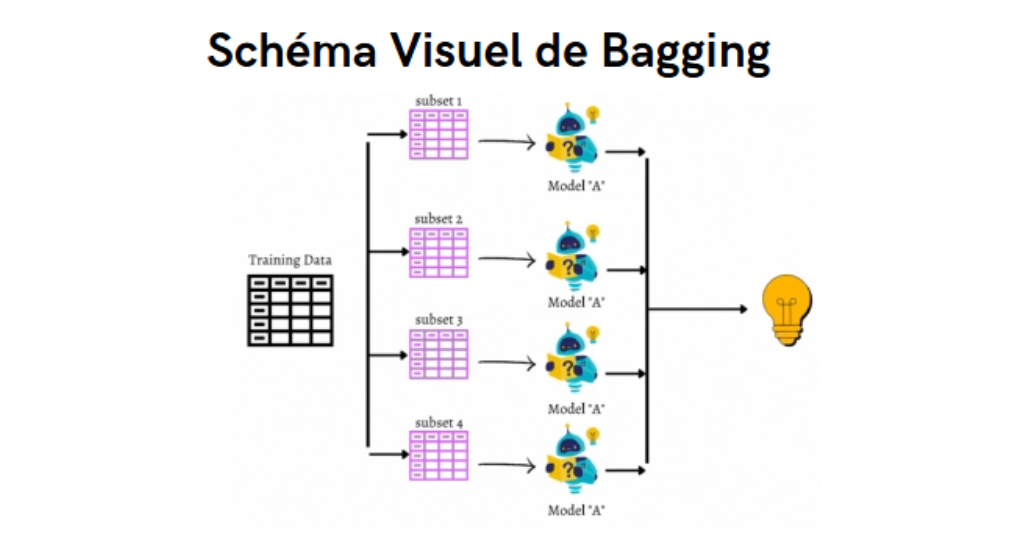 Schéma Visuel de Bagging
Training Data
subset 1
Model "A"
subset 2
Model "A"
subset 3
Model "A"
subset 4
Model "A"